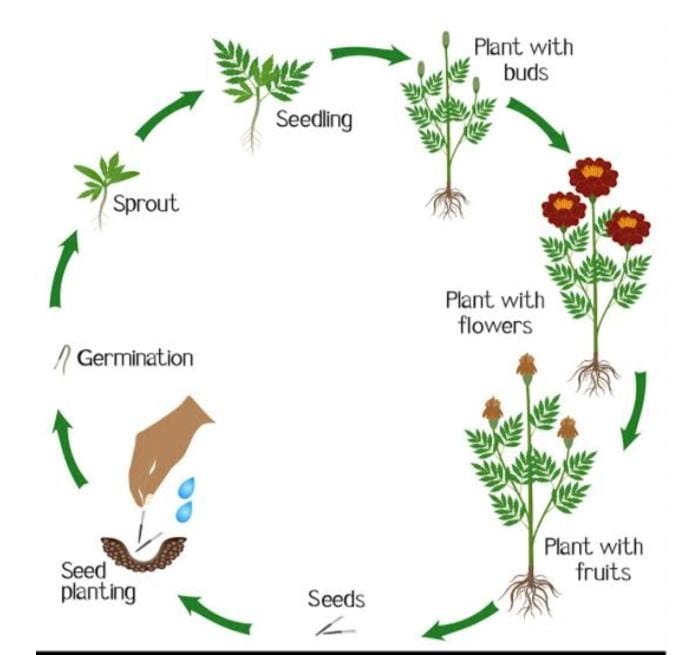 Plant with
buds
Seedling
Sprout
Plant with
flowers
Germination
Plant with
fruits
Seed
planting
Seeds